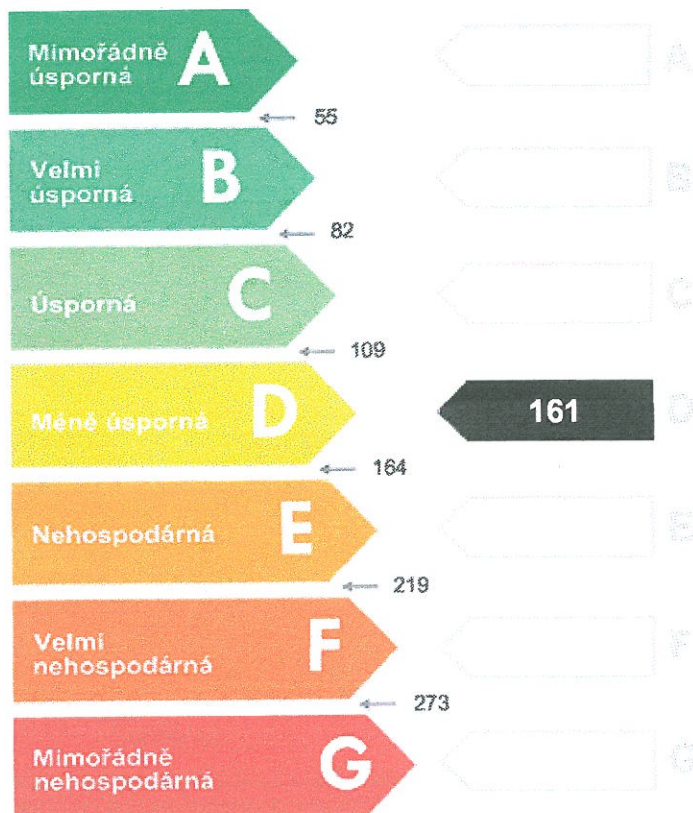 Mimořádně
úsporná
A
A
55
Velmi
úsporná
B
B
82
Úsporná
C
C
109
Méně úsporná
D
161
D
164
Nehospodárná
E
E
219
Velmi
nehospodárná
F
F
273
Mimořádně
nehospodárná
G
G